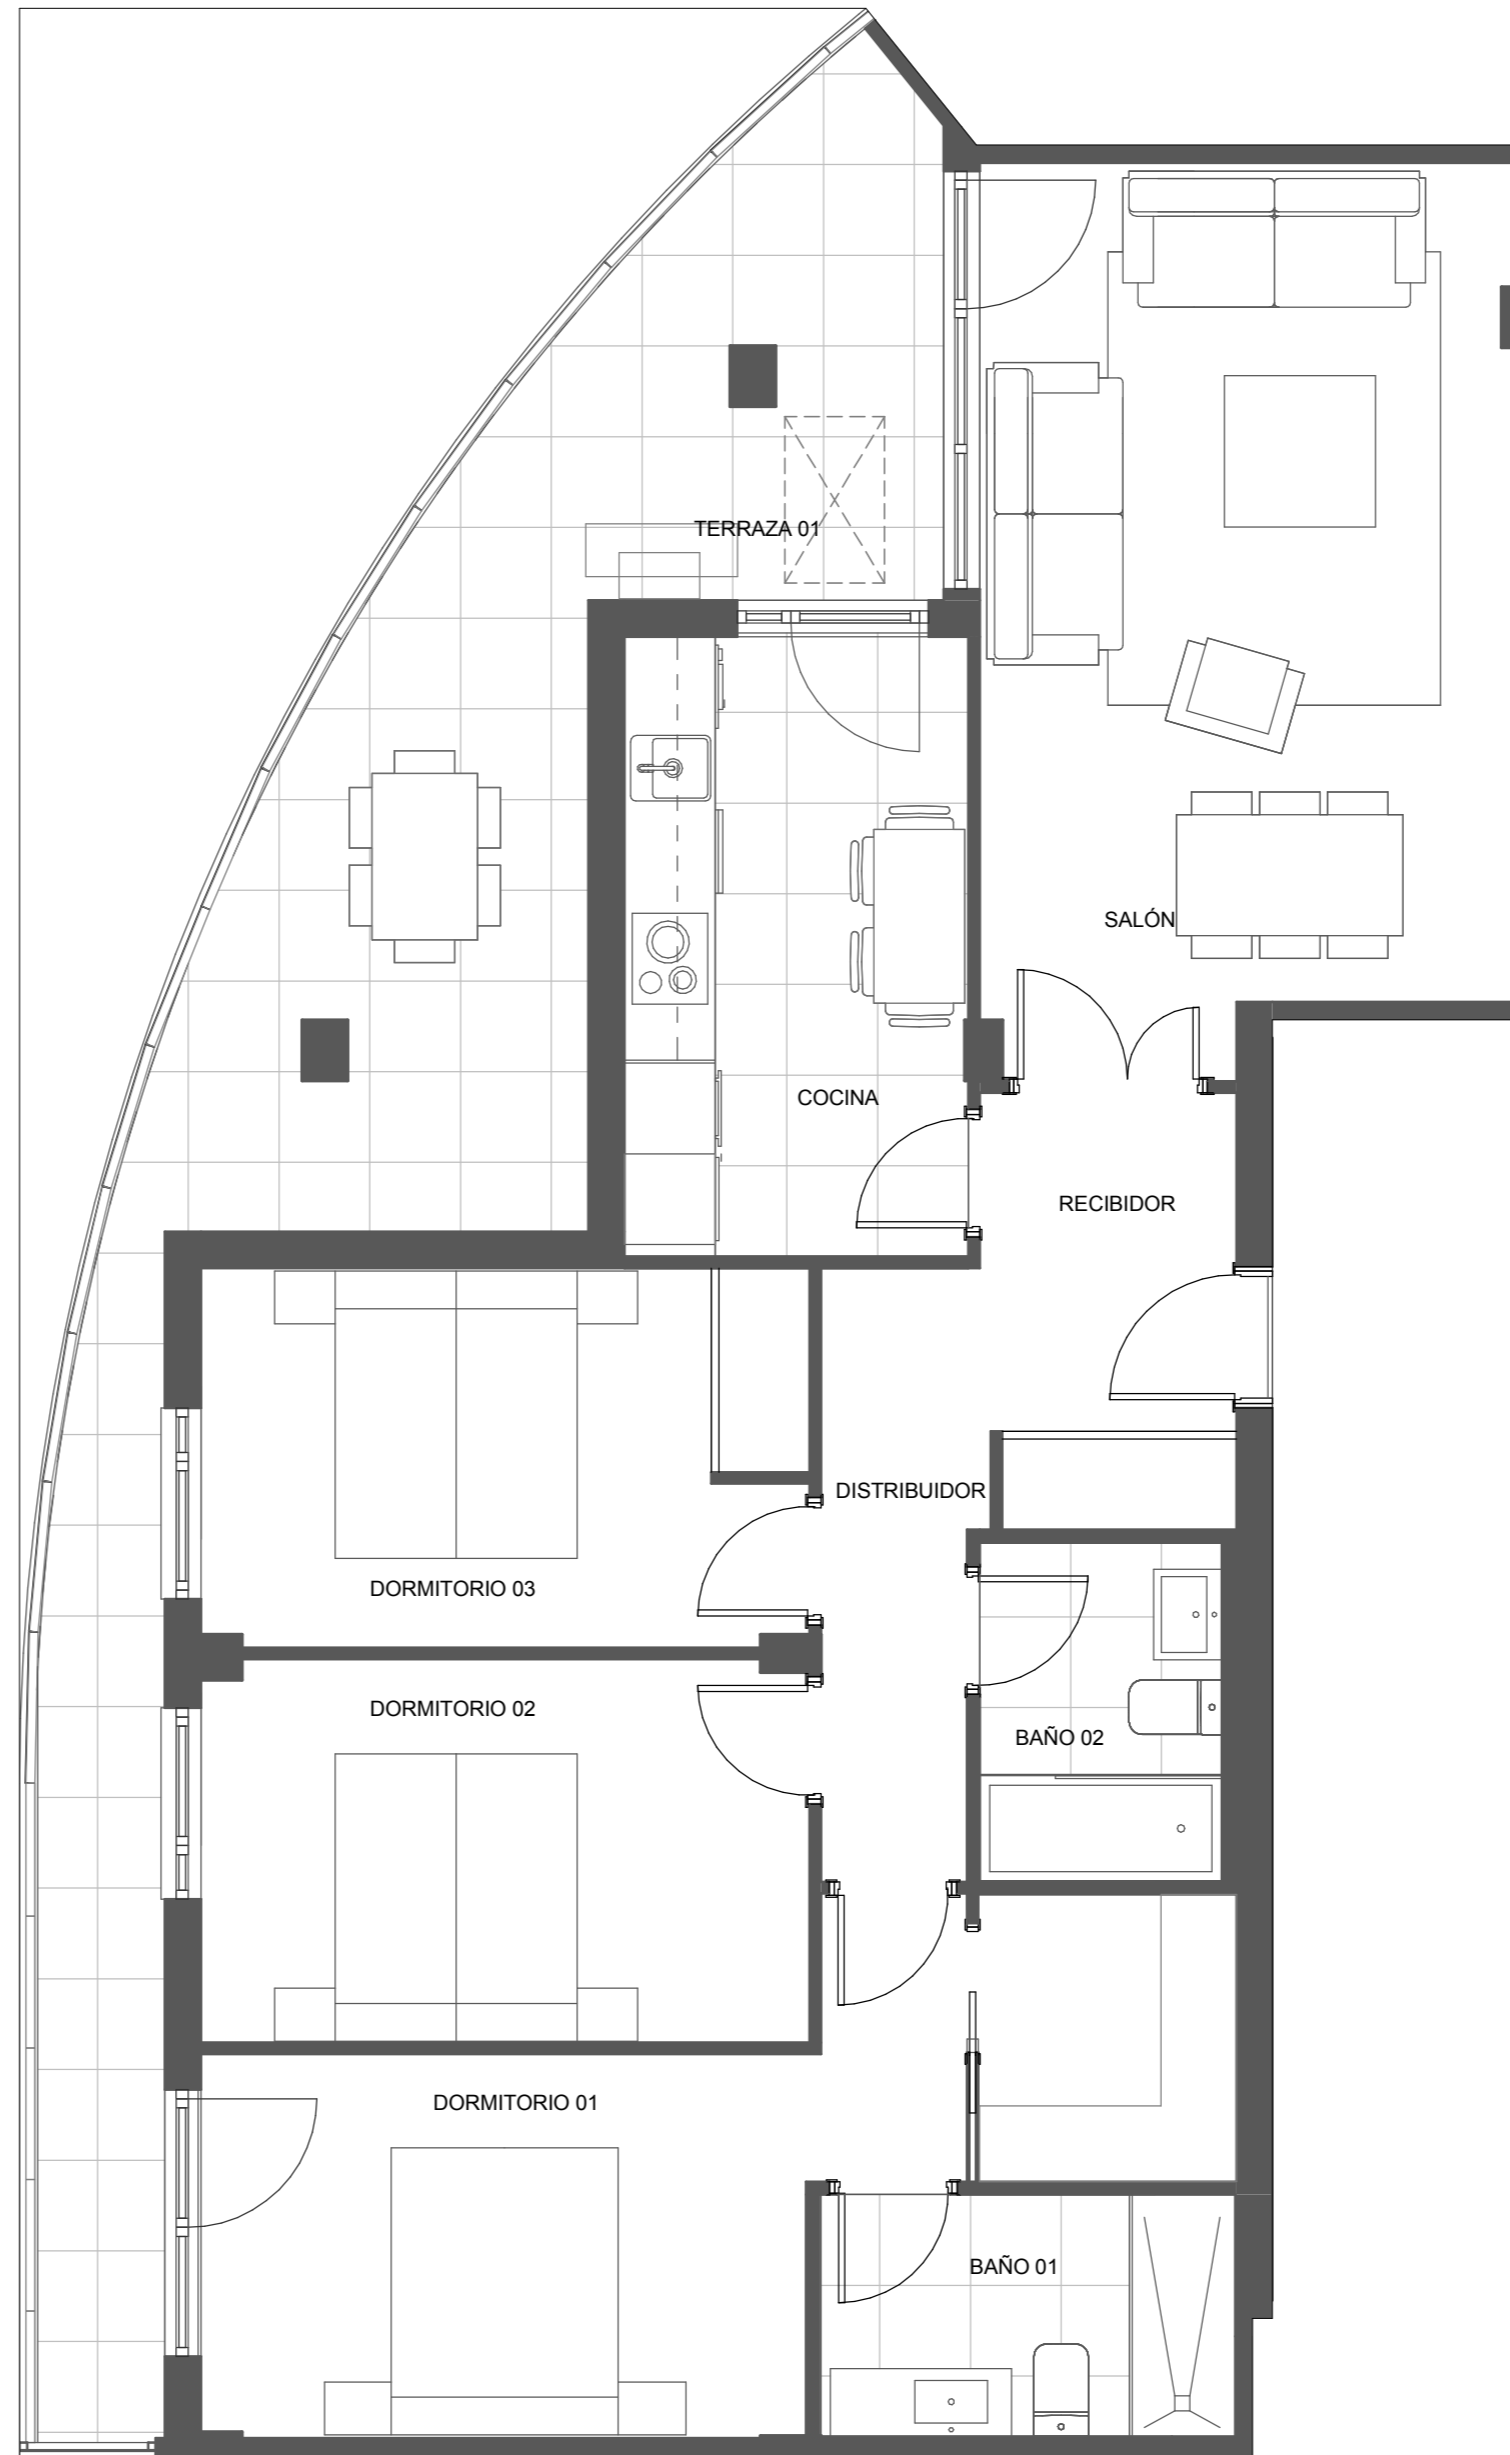 TERRAZA 01
SALÓN
COCINA
RECIBIDOR
DISTRIBUIDOR
DORMITORIO 03
DORMITORIO 02
BAÑO 02
DORMITORIO 01
BAÑO 01